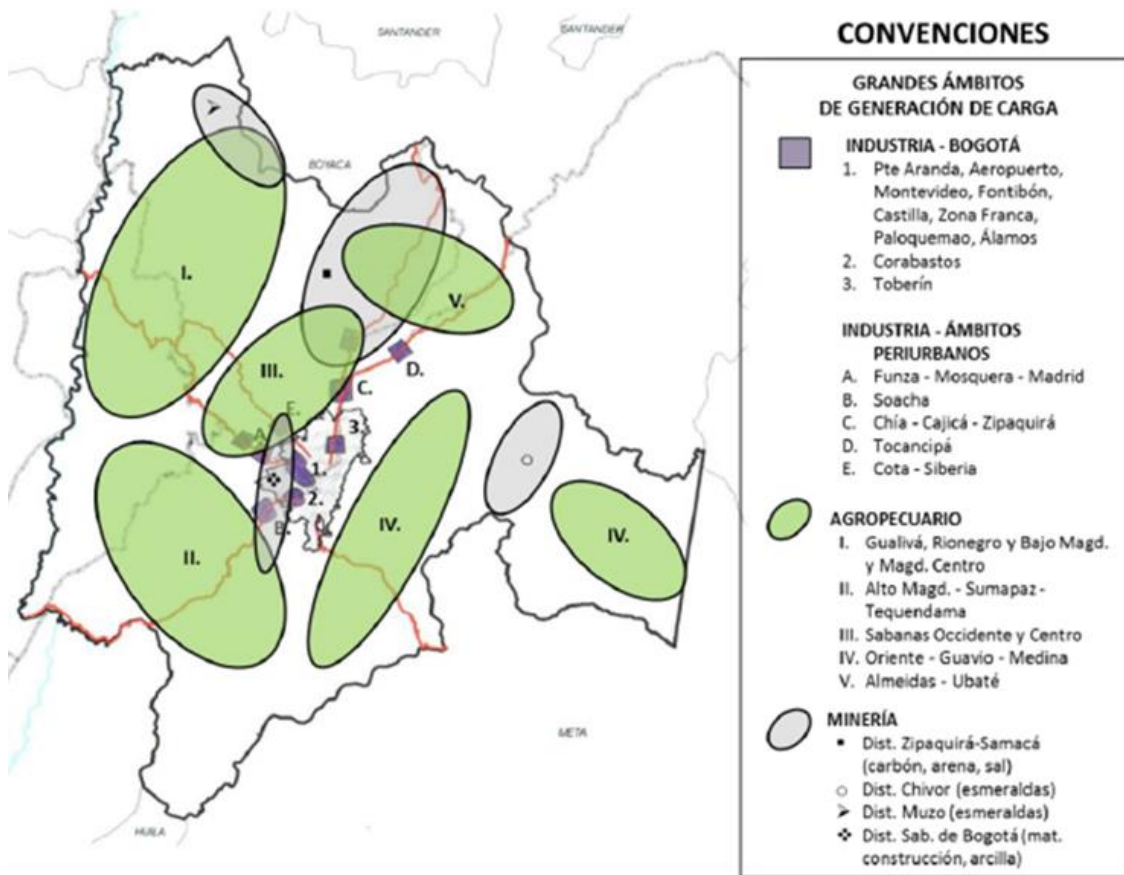 SANTANDER
SANTANDER
BOYACA
I.
V.
III.
D.
C.
E.
A.
3.
1.
2.
B.
II.
IV.
IV.
META
HUILA
CONVENCIONES
GRANDES ÁMBITOS
DE GENERACIÓN DE CARGA
INDUSTRIA - BOGOTÁ
1. Pte Aranda, Aeropuerto,
Montevideo, Fontibón,
Castilla, Zona Franca,
Paloquemao, Álamos
2. Corabastos
3. Toberín
INDUSTRIA - ÁMBITOS
PERIURBANOS
A. Funza - Mosquera - Madrid
B. Soacha
C. Chía - Cajicá - Zipaquirá
D. Tocancipá
E. Cota - Siberia
AGROPECUARIO
I. Gualivá, Rionegro y Bajo Magd.
y Magd. Centro
II. Alto Magd. - Sumapaz -
Tequendama
III. Sabanas Occidente y Centro
IV. Oriente - Guavio - Medina
V. Almeidas - Ubaté
MINERÍA
Dist. Zipaquirá-Samacá
(carbón, arena, sal)
Dist. Chivor (esmeraldas)
Dist. Muzo (esmeraldas)
Dist. Sab. de Bogotá (mat.
construcción, arcilla)